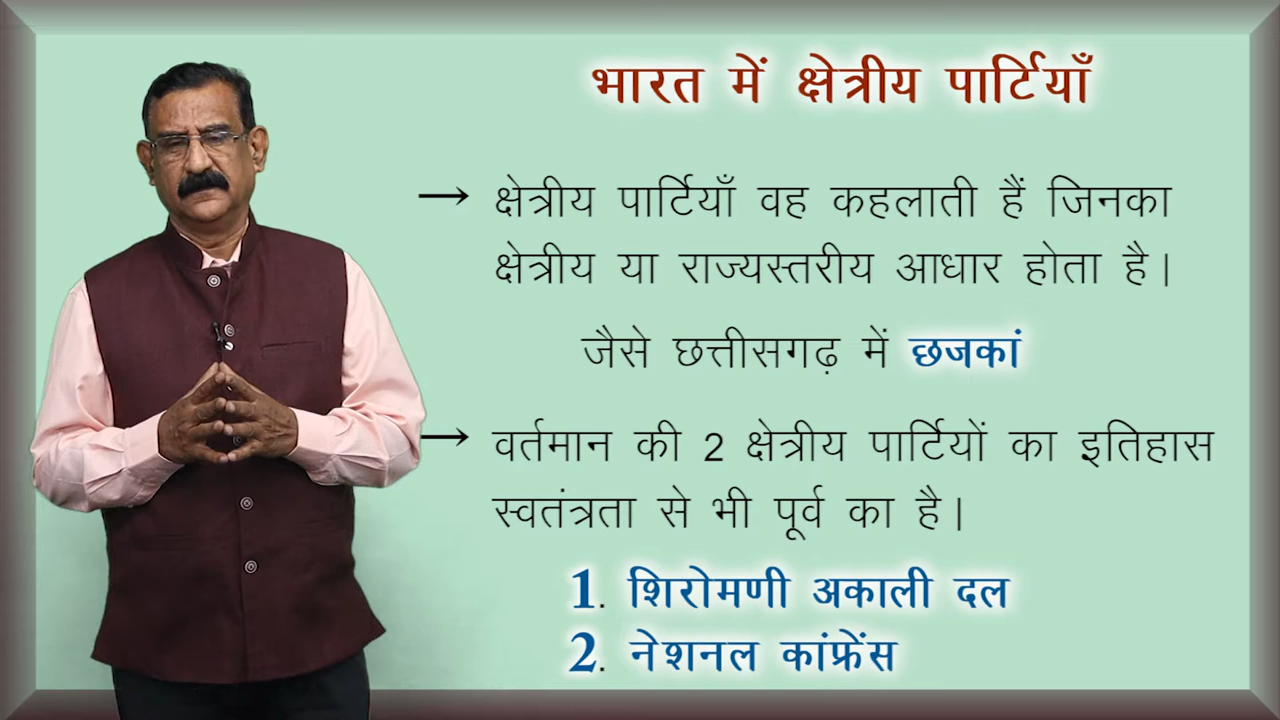 भारत में क्षेत्रीय पार्टियाँ
→ क्षेत्रीय पार्टियाँ वह कहलाती हैं जिनका
क्षेत्रीय या राज्यस्तरीय आधार होता है।
जैसे छत्तीसगढ़ में छजकां
→ वर्तमान की 2 क्षेत्रीय पार्टियों का इतिहास
स्वतंत्रता से भी पूर्व का है।
1. शिरोमणी अकाली दल
2. नेशनल कांफ्रेंस